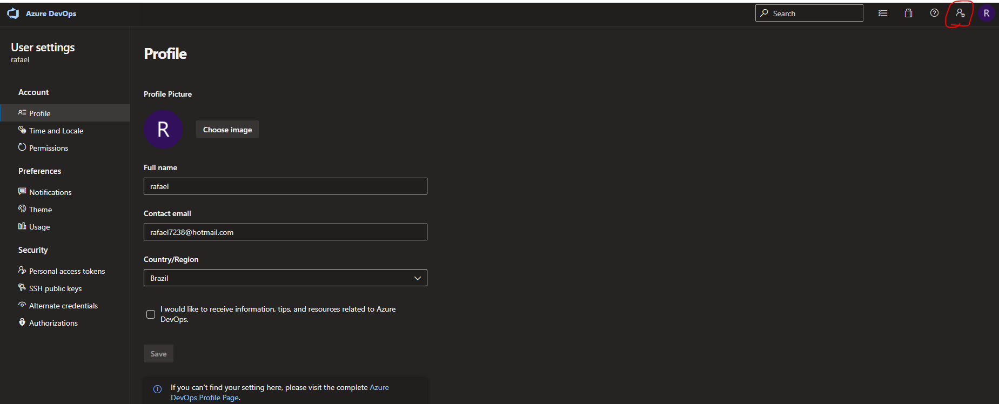 Azure DevOps
Search
R
User settings
rafael
Account
Profile
Time and Locale
Permissions
Preferences
Notifications
Theme
Usage
Security
Personal access tokens
SSH public keys
Alternate credentials
Authorizations
Profile
Profile Picture
R
Choose image
Full name
rafael
Contact email
rafael7238@hotmail.com
Country/Region
Brazil
I would like to receive information, tips, and resources related to Azure
DevOps.
Save
If you can't find your setting here, please visit the complete Azure
DevOps Profile Page.